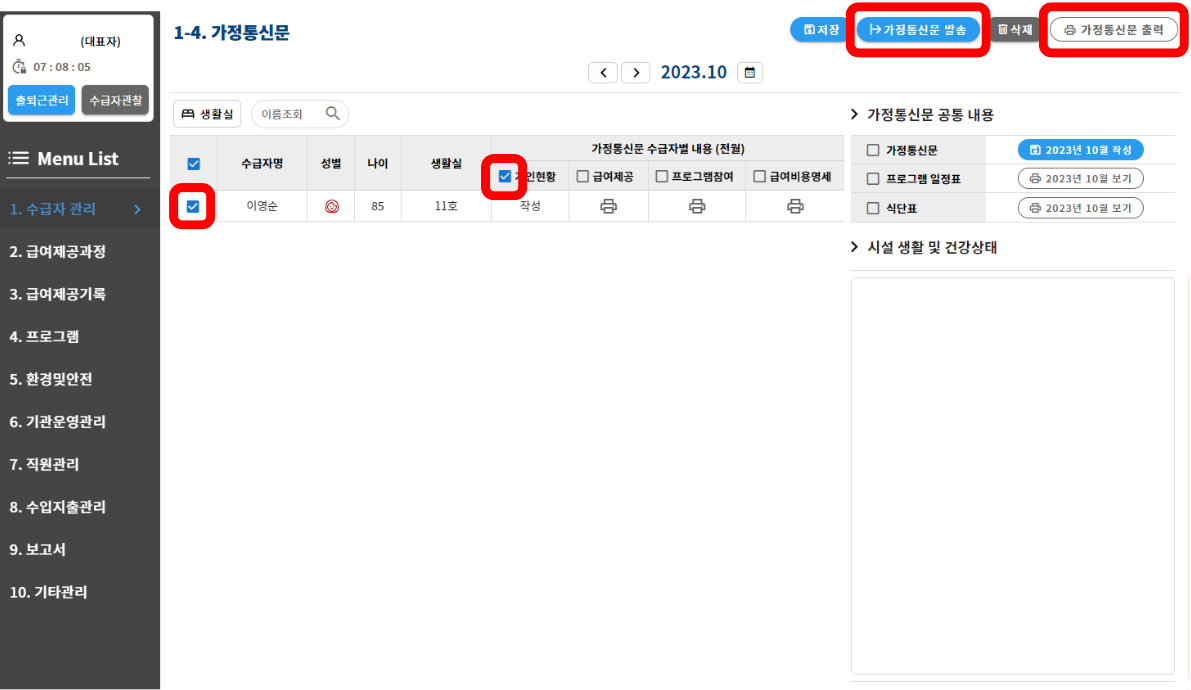 (대표자)
07 : 08 : 05
출퇴근관리 수급자관찰
Menu List
1. 수급자 관리
2. 급여제공과정
3. 급여제공기록
4. 프로그램
5. 환경및안전
6. 기관운영관리
7. 직원관리
8. 수입지출관리
9. 보고서
10. 기타관리
1-4. 가정통신문
저장 가정통신문 발송 삭제 가정통신문 출력
2023.10
생활실 이름조회
수급자명 성별 나이 생활실 가정통신문 수급자별 내용 (전월)
인현황 급여제공 프로그램참여 급여비용명세
이영순 85 11호 작성
가정통신문 공통 내용
가정통신문 2023년 10월 작성
프로그램 일정표 2023년 10월 보기
식단표 2023년 10월 보기
시설 생활 및 건강상태